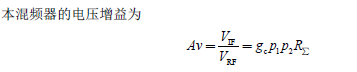 本混频器的电压增益为
Av = V_IF / V_RF = g_c p_1 p_2 R_Σ